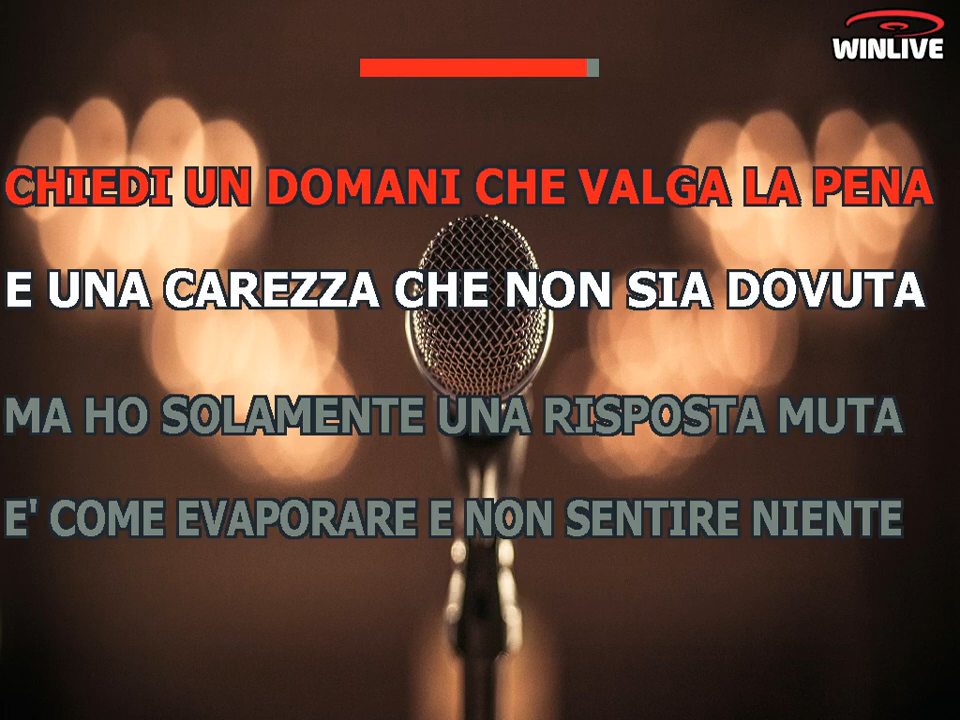 WINLIVE
CHIEDI UN DOMANI CHE VALGA LA PENA
E UNA CAREZZA CHE NON SIA DOVUTA
MA HO SOLAMENTE UNA RISPOSTA MUTA
E' COME EVAPORARE E NON SENTIRE NIENTE